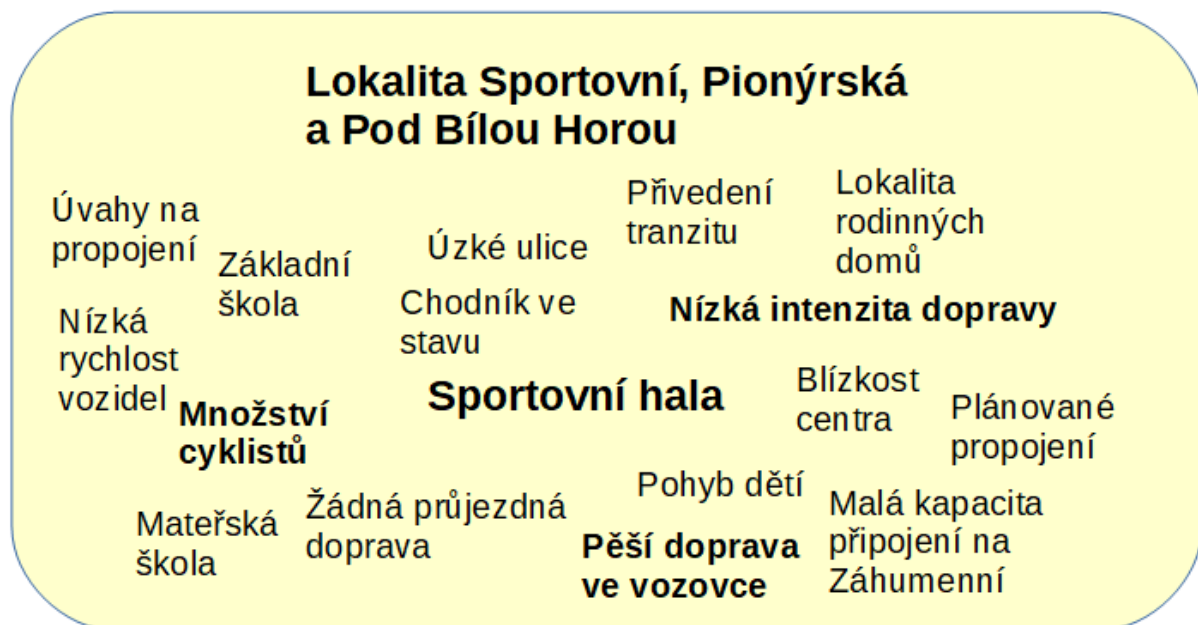 Lokalita Sportovní, Pionýrská
a Pod Bílou Horou
Úvahy na
propojení
Základní
škola
Úzké ulice
Přivedení
tranzitu
Lokalita
rodinných
domů
Nízká
rychlost
vozidel
Chodník ve
stavu
Nízká intenzita dopravy
Množství
cyklistů
Sportovní hala
Blízkost
centra
Plánované
propojení
Mateřská
škola
Žádná průjezdná
doprava
Pohyb dětí
Pěší doprava
ve vozovce
Malá kapacita
připojení na
Záhumenní